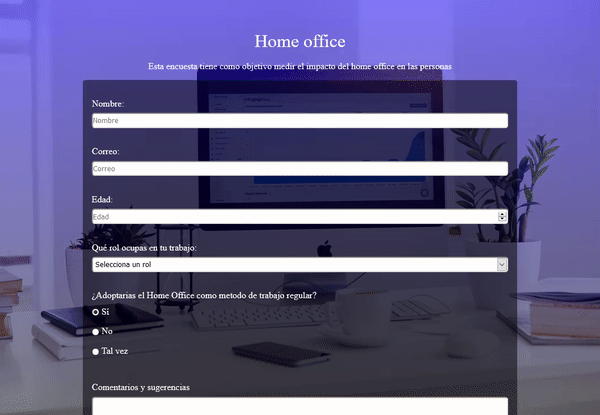 Home office
Esta encuesta tiene como objetivo medir el impacto del home office en las personas
Nombre:
Nombre
Correo:
Correo
Edad:
Edad
Qué rol ocupas en tu trabajo:
Selecciona un rol
¿Adoptarias el Home Office como metodo de trabajo regular?
Si
No
Tal vez
Comentarios y sugerencias